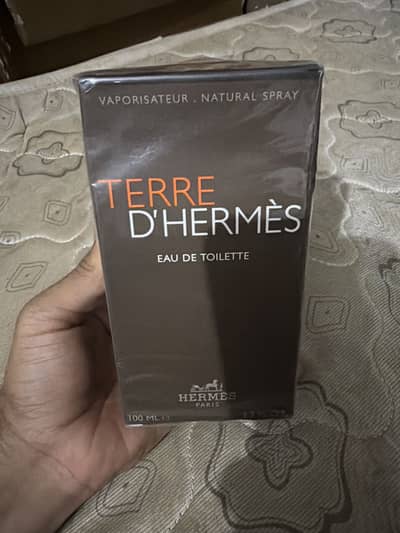 VAPORISATEUR . NATURAL SPRAY
TERRE
D'HERMÈS
EAU DE TOILETTE
HERMÈS
PARIS
100 ML